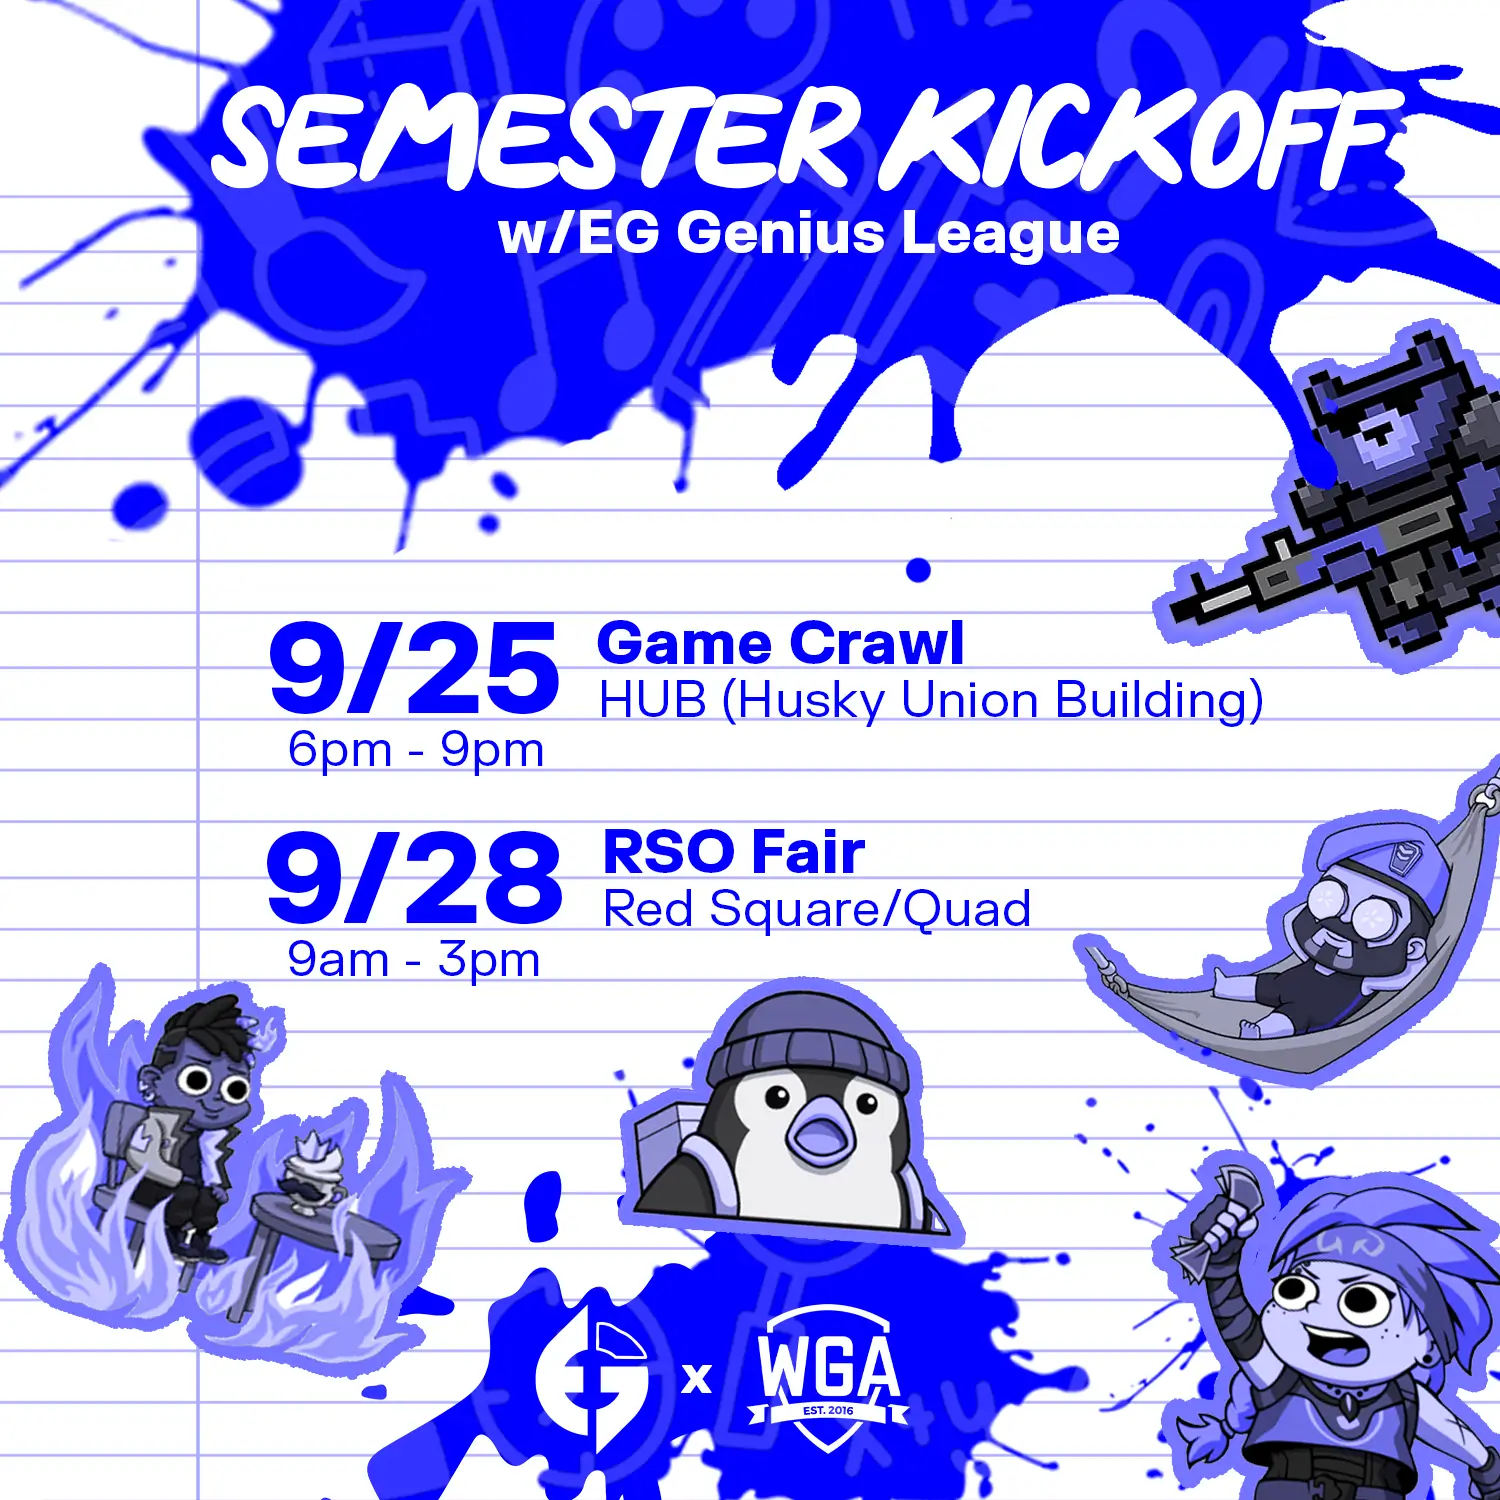 SEMESTER KICKOFF
w/EG Genius League
9/25
6pm - 9pm
Game Crawl
HUB (Husky Union Building)
9/28
9am - 3pm
RSO Fair
Red Square/Quad
x
WGA
EST. 2016